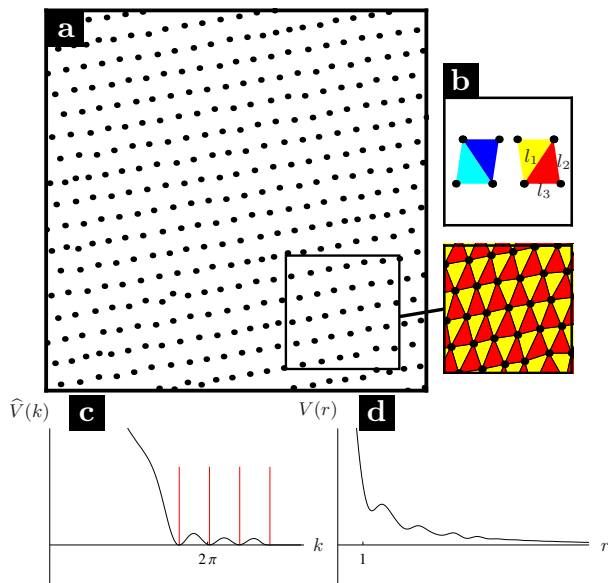 a
b
l₁ l₂
l₃
V̂(k) c V(r) d
k r
2π 1